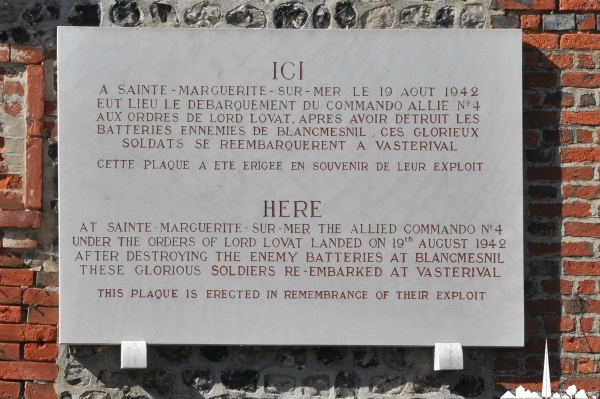 ICI
A SAINTE-MARGUERITE-SUR-MER LE 19 AOUT 1942
EUT LIEU LE DEBARQUEMENT DU COMMANDO ALLIE Nº 4
AUX ORDRES DE LORD LOVAT. APRES AVOIR DETRUIT LES
BATTERIES ENNEMIES DE BLANCMESNIL, CES GLORIEUX
SOLDATS SE REEMBARQUERENT A VASTERIVAL
CETTE PLAQUE A ETE ERIGEE EN SOUVENIR DE LEUR EXPLOIT
HERE
AT SAINTE-MARGUERITE-SUR-MER THE ALLIED COMMANDO Nº 4
UNDER THE ORDERS OF LORD LOVAT LANDED ON 19th AUGUST 1942
AFTER DESTROYING THE ENEMY BATTERIES AT BLANCMESNIL
THESE GLORIOUS SOLDIERS RE-EMBARKED AT VASTERIVAL
THIS PLAQUE IS ERECTED IN REMEMBRANCE OF THEIR EXPLOIT